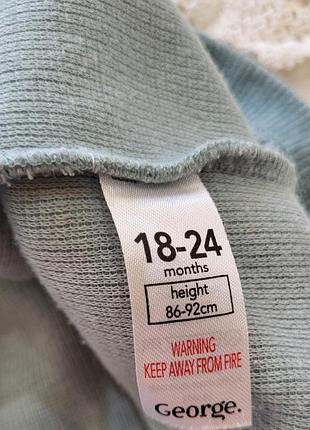 18-24
months
height
86-92cm
WARNING
KEEP AWAY FROM FIRE
George.